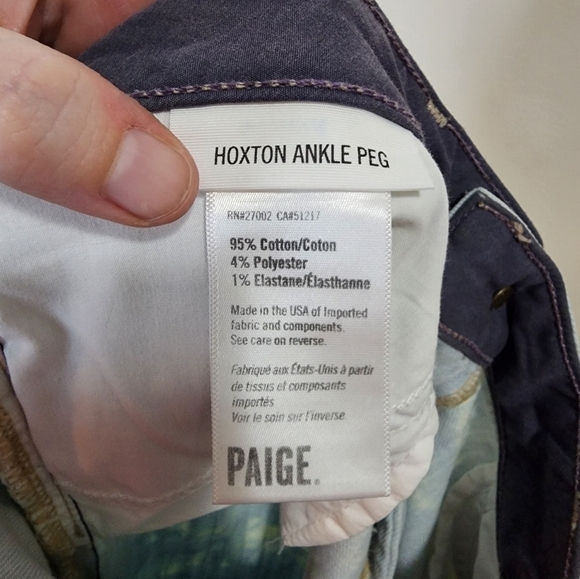 HOXTON ANKLE PEG
RN#27002 CA#51217
95% Cotton/Coton
4% Polyester
1% Elastane/Élasthanne
Made in the USA of Imported
fabric and components.
See care on reverse.
Fabriqué aux États-Unis à partir
de tissus et composants
importés
Voir le soin sur l'inverse.
PAIGE.